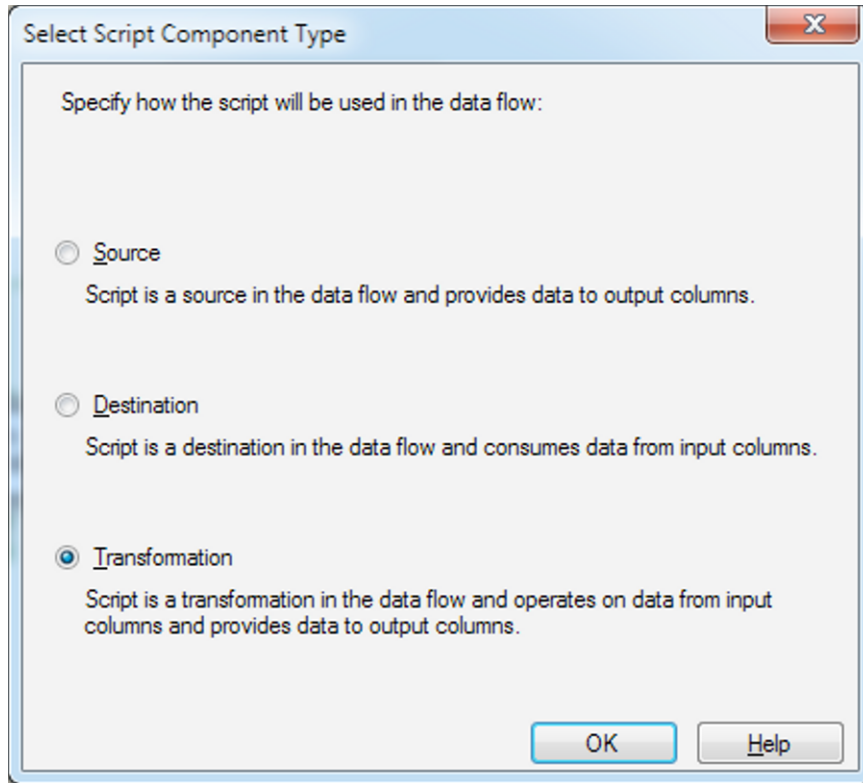 Select Script Component Type
Specify how the script will be used in the data flow:
Source
Script is a source in the data flow and provides data to output columns.
Destination
Script is a destination in the data flow and consumes data from input columns.
Transformation
Script is a transformation in the data flow and operates on data from input
columns and provides data to output columns.
OK Help